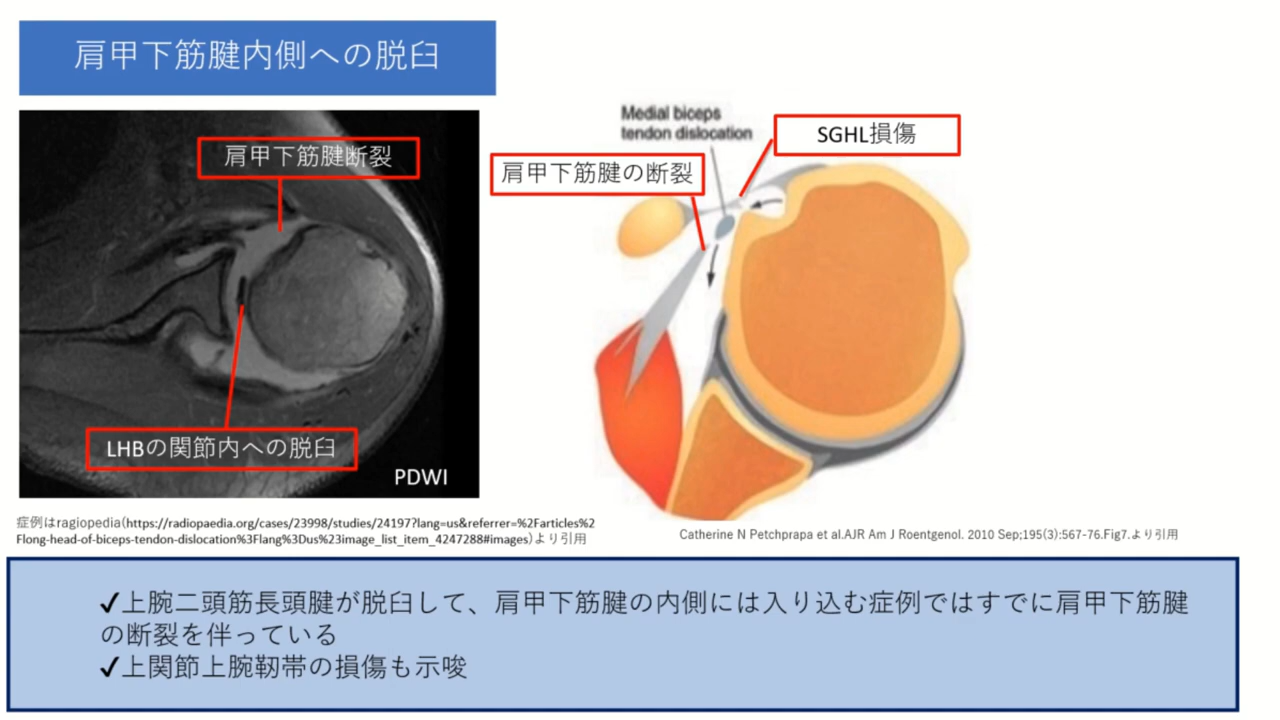 肩甲下筋腱内側への脱臼
肩甲下筋腱断裂
LHBの関節内への脱臼
PDWI
Medial biceps
tendon dislocation
SGHL損傷
肩甲下筋腱の断裂
症例はragiopedia(https://radiopaedia.org/cases/23998/studies/24197?lang=us&referrer=%2Farticles%2
Flong-head-of-biceps-tendon-dislocation%3Flang%3Dus%23image_list_item_4247288#images)より引用
Catherine N Petchprapa et al.AJR Am J Roentgenol. 2010 Sep;195(3):567-76.Fig7.より引用
✓上腕二頭筋長頭腱が脱臼して、肩甲下筋腱の内側には入り込む症例ではすでに肩甲下筋腱
の断裂を伴っている
✓上関節上腕靭帯の損傷も示唆